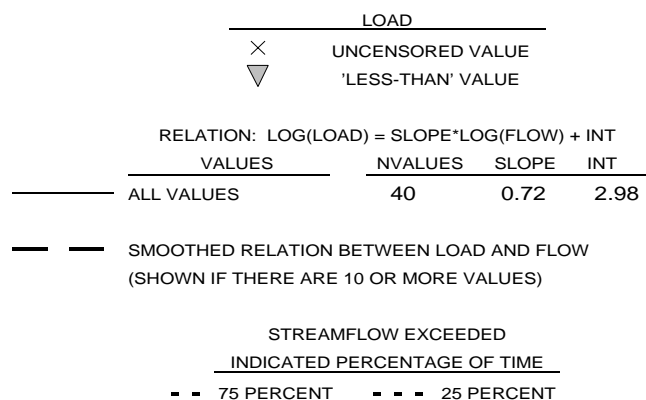 LOAD
UNCENSORED VALUE
'LESS-THAN' VALUE
RELATION: LOG(LOAD) = SLOPE*LOG(FLOW) + INT
VALUES NVALUES SLOPE INT
ALL VALUES 40 0.72 2.98
SMOOTHED RELATION BETWEEN LOAD AND FLOW
(SHOWN IF THERE ARE 10 OR MORE VALUES)
STREAMFLOW EXCEEDED
INDICATED PERCENTAGE OF TIME
75 PERCENT 25 PERCENT